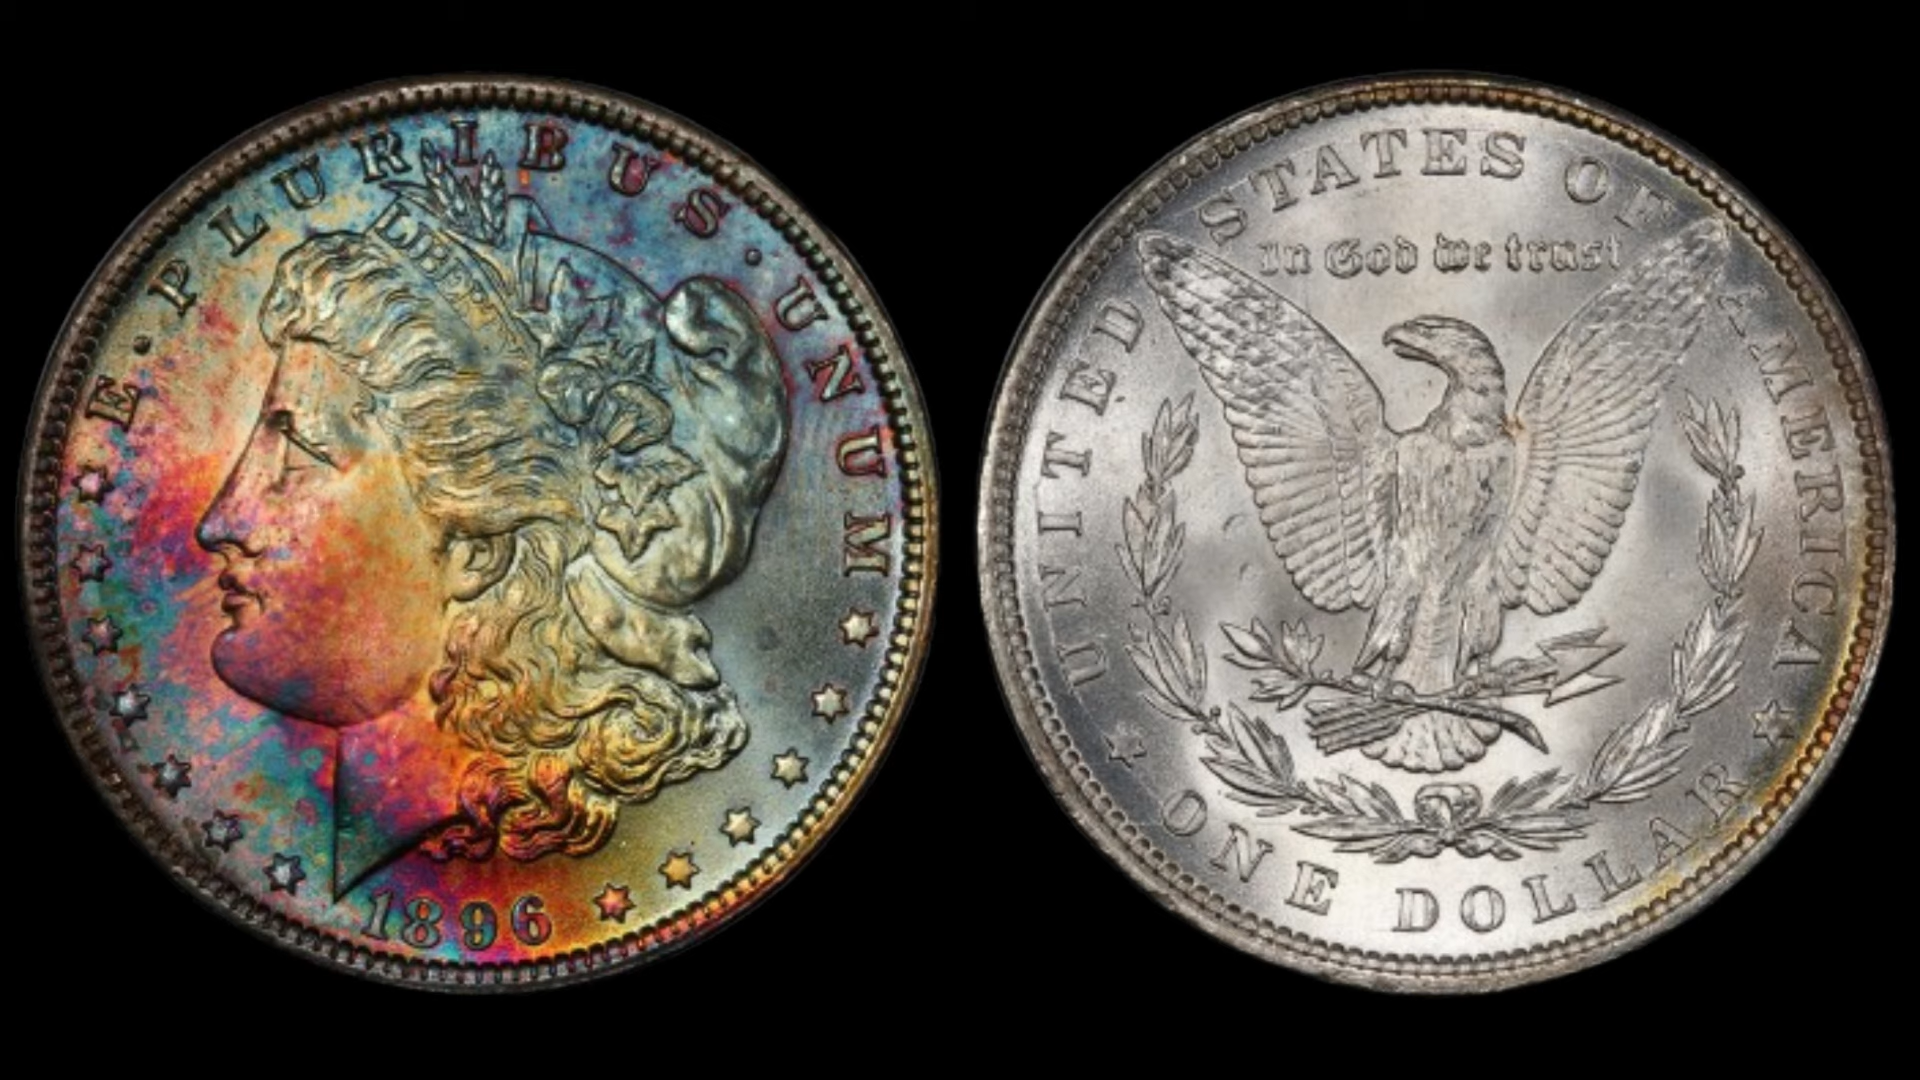 E · PLURIBUS · UNUM
LIBERTY
1896
UNITED STATES OF AMERICA
In God we trust
ONE DOLLAR